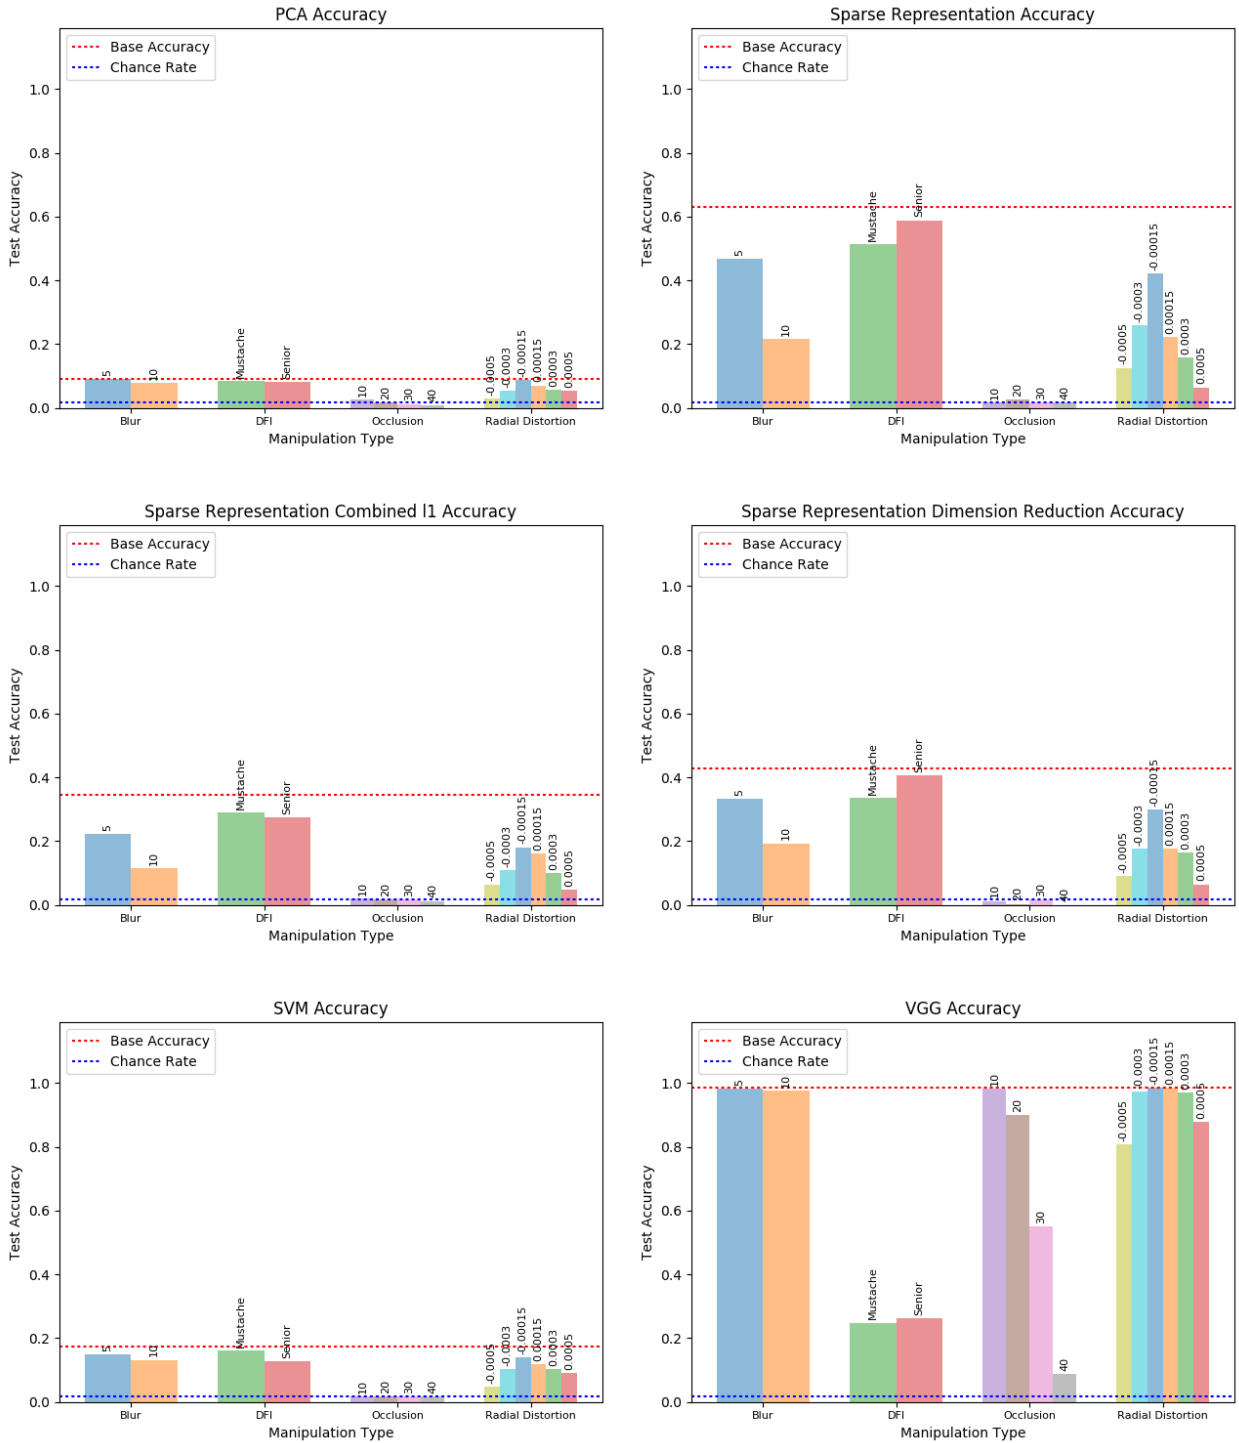 PCA Accuracy
Base Accuracy
Chance Rate
1.0
0.8
0.6
0.4
0.2
0.0
Test Accuracy
5
10
Mustache
Senior
10
20
30
40
-0.0005
-0.0003
-0.00015
0.00015
0.0003
0.0005
Blur
DFI
Occlusion
Radial Distortion
Manipulation Type
Sparse Representation Accuracy
Base Accuracy
Chance Rate
1.0
0.8
0.6
0.4
0.2
0.0
Test Accuracy
5
10
Mustache
Senior
10
20
30
40
-0.0005
-0.0003
-0.00015
0.00015
0.0003
0.0005
Blur
DFI
Occlusion
Radial Distortion
Manipulation Type
Sparse Representation Combined l1 Accuracy
Base Accuracy
Chance Rate
1.0
0.8
0.6
0.4
0.2
0.0
Test Accuracy
5
10
Mustache
Senior
10
20
30
40
-0.0005
-0.0003
-0.00015
0.00015
0.0003
0.0005
Blur
DFI
Occlusion
Radial Distortion
Manipulation Type
Sparse Representation Dimension Reduction Accuracy
Base Accuracy
Chance Rate
1.0
0.8
0.6
0.4
0.2
0.0
Test Accuracy
5
10
Mustache
Senior
10
20
30
40
-0.0005
-0.0003
-0.00015
0.00015
0.0003
0.0005
Blur
DFI
Occlusion
Radial Distortion
Manipulation Type
SVM Accuracy
Base Accuracy
Chance Rate
1.0
0.8
0.6
0.4
0.2
0.0
Test Accuracy
5
10
Mustache
Senior
10
20
30
40
-0.0005
-0.0003
-0.00015
0.00015
0.0003
0.0005
Blur
DFI
Occlusion
Radial Distortion
Manipulation Type
VGG Accuracy
Base Accuracy
Chance Rate
1.0
0.8
0.6
0.4
0.2
0.0
Test Accuracy
5
10
Mustache
Senior
10
20
30
40
-0.0005
-0.0003
-0.00015
0.00015
0.0003
0.0005
Blur
DFI
Occlusion
Radial Distortion
Manipulation Type